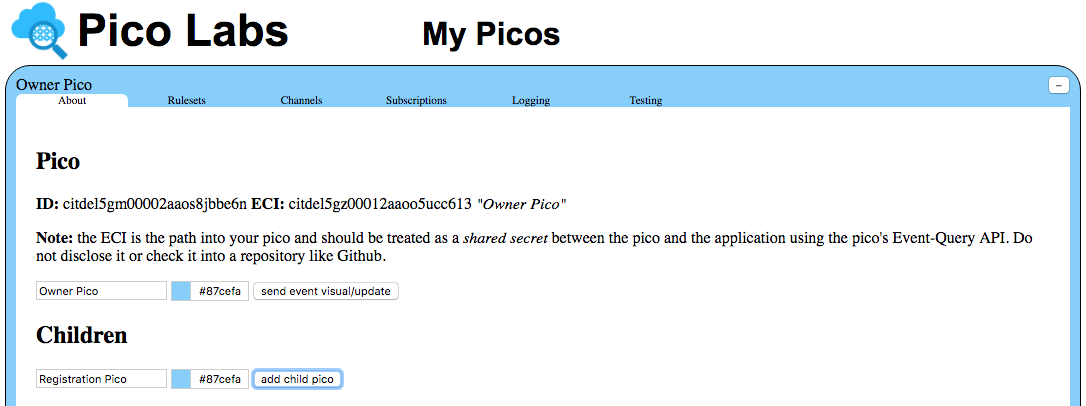 Pico Labs My Picos
Owner Pico –
About Rulesets Channels Subscriptions Logging Testing
Pico
ID: citdel5gm00002aaos8jbbe6n ECI: citdel5gz00012aaoo5ucc613 "Owner Pico"
Note: the ECI is the path into your pico and should be treated as a shared secret between the pico and the application using the pico's Event-Query API. Do
not disclose it or check it into a repository like Github.
Owner Pico #87cefa send event visual/update
Children
Registration Pico #87cefa add child pico